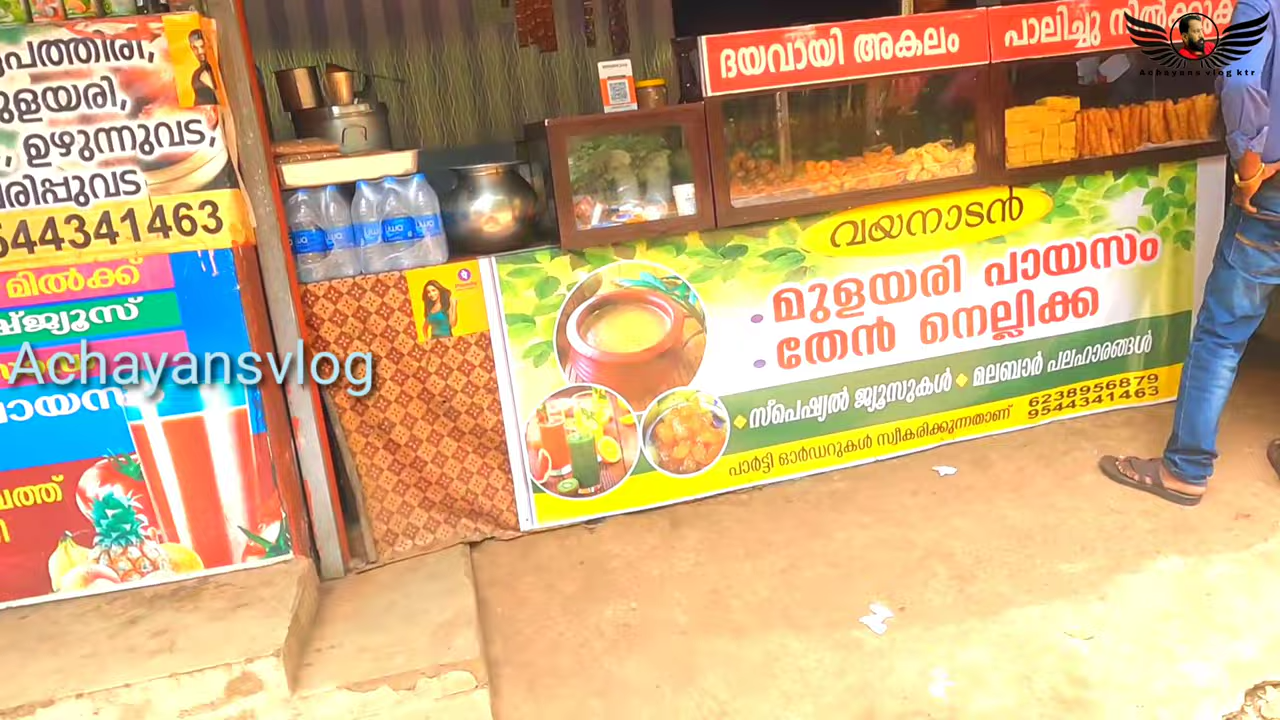 പത്തിരി,
ളയരി,
ഉഴുന്നുവട,
രിപ്പുവട
544341463
മിൽക്ക്
ഷ്ജ്യൂസ്
Achayansvlog
പായസം
ദയവായി അകലം
പാലിച്ചു നിൽക്കുക
Achayans vlog ktr
വയനാടൻ
മുളയരി പായസം
തേൻ നെല്ലിക്ക
സ്പെഷ്യൽ ജ്യൂസുകൾ മലബാർ പലഹാരങ്ങൾ
പാർട്ടി ഓർഡറുകൾ സ്വീകരിക്കുന്നതാണ്
6238956879
9544341463